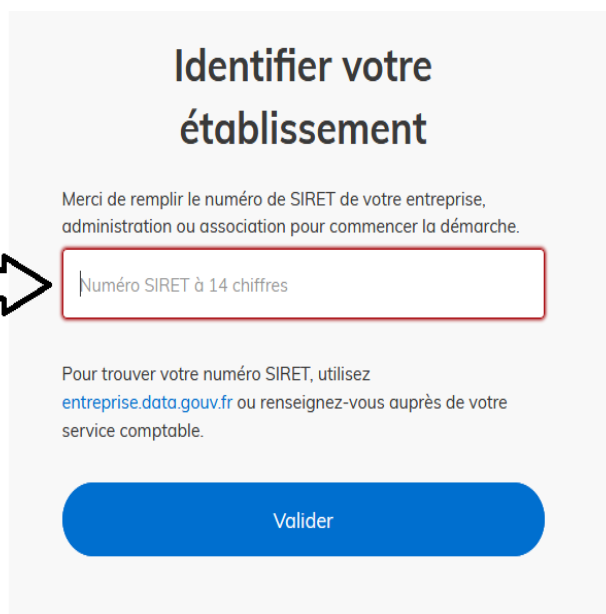 Identifier votre
établissement
Merci de remplir le numéro de SIRET de votre entreprise,
administration ou association pour commencer la démarche.
Numéro SIRET à 14 chiffres
Pour trouver votre numéro SIRET, utilisez
entreprise.data.gouv.fr ou renseignez-vous auprès de votre
service comptable.
Valider